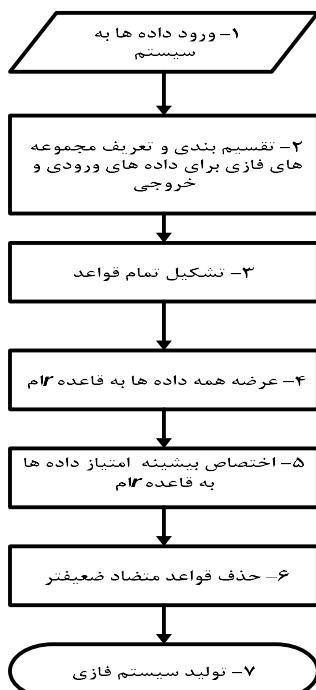 ۱- ورود داده ها به
سیستم
۲- تقسیم بندی و تعریف مجموعه
های فازی برای داده های ورودی و
خروجی
۳- تشکیل تمام قواعد
۴- عرضه همه داده ها به قاعده rام
۵- اختصاص بیشینه امتیاز داده ها
به قاعده rام
۶- حذف قواعد متضاد ضعیفتر
۷- تولید سیستم فازی